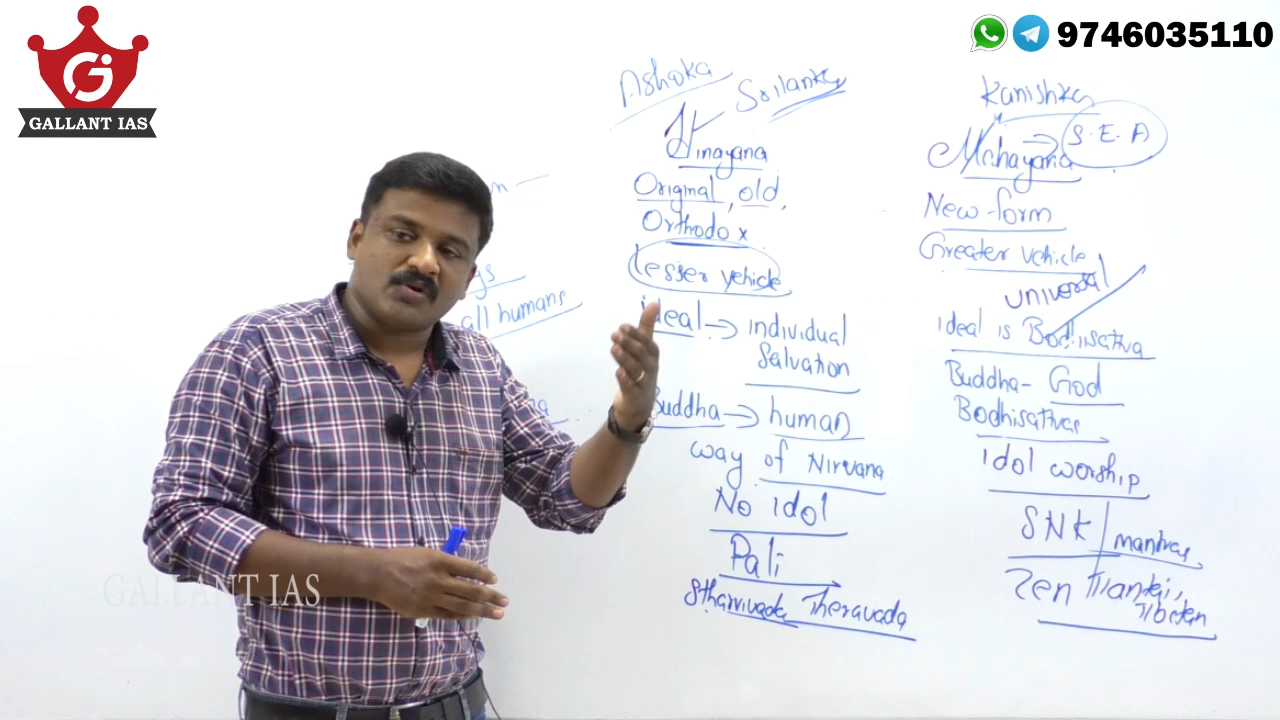 9746035110
GALLANT IAS
Ashoka
Srilanka
Hinayana
Original, old,
Orthodox
Lesser vehicle
ideal → individual
Salvation
Buddha → human
way of Nirvana
No idol
Pali
Sthaviivada Theravada
Kanishka
Mahayana → S.E.A
New form
Greater vehicle
universal
Ideal is Bodhisatva
Buddha - God
Bodhisatvas
Idol worship
SNK mantras
Zen Tiantai,
Tibetan
all humans
GALLANT IAS